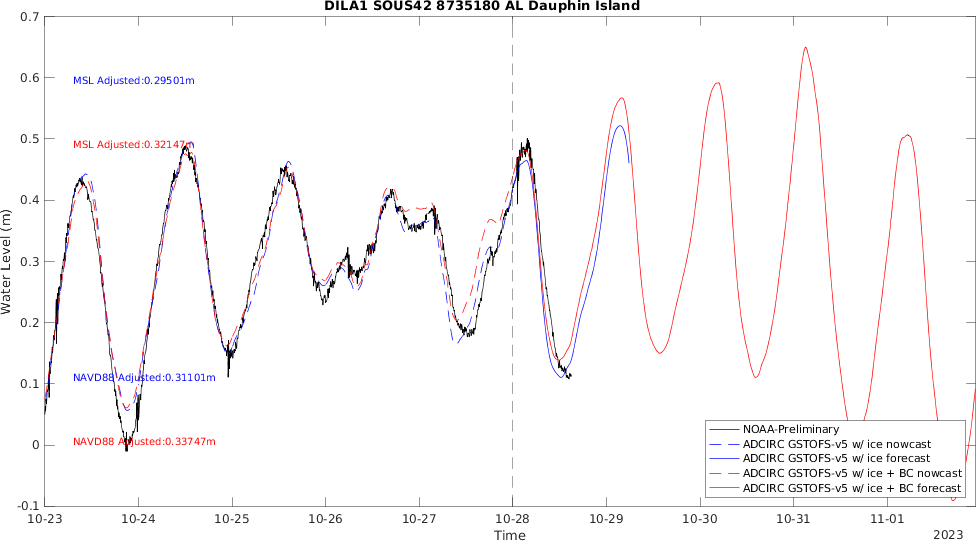 DILA1 SOUS42 8735180 AL Dauphin Island
0.7
0.6
0.5
0.4
0.3
0.2
0.1
0
-0.1
Water Level (m)
MSL Adjusted:0.29501m
MSL Adjusted:0.32147m
NAVD88 Adjusted:0.31101m
NAVD88 Adjusted:0.33747m
NOAA-Preliminary
ADCIRC GSTOFS-v5 w/ ice nowcast
ADCIRC GSTOFS-v5 w/ ice forecast
ADCIRC GSTOFS-v5 w/ ice + BC nowcast
ADCIRC GSTOFS-v5 w/ ice + BC forecast
10-23 10-24 10-25 10-26 10-27 10-28 10-29 10-30 10-31 11-01
Time
2023